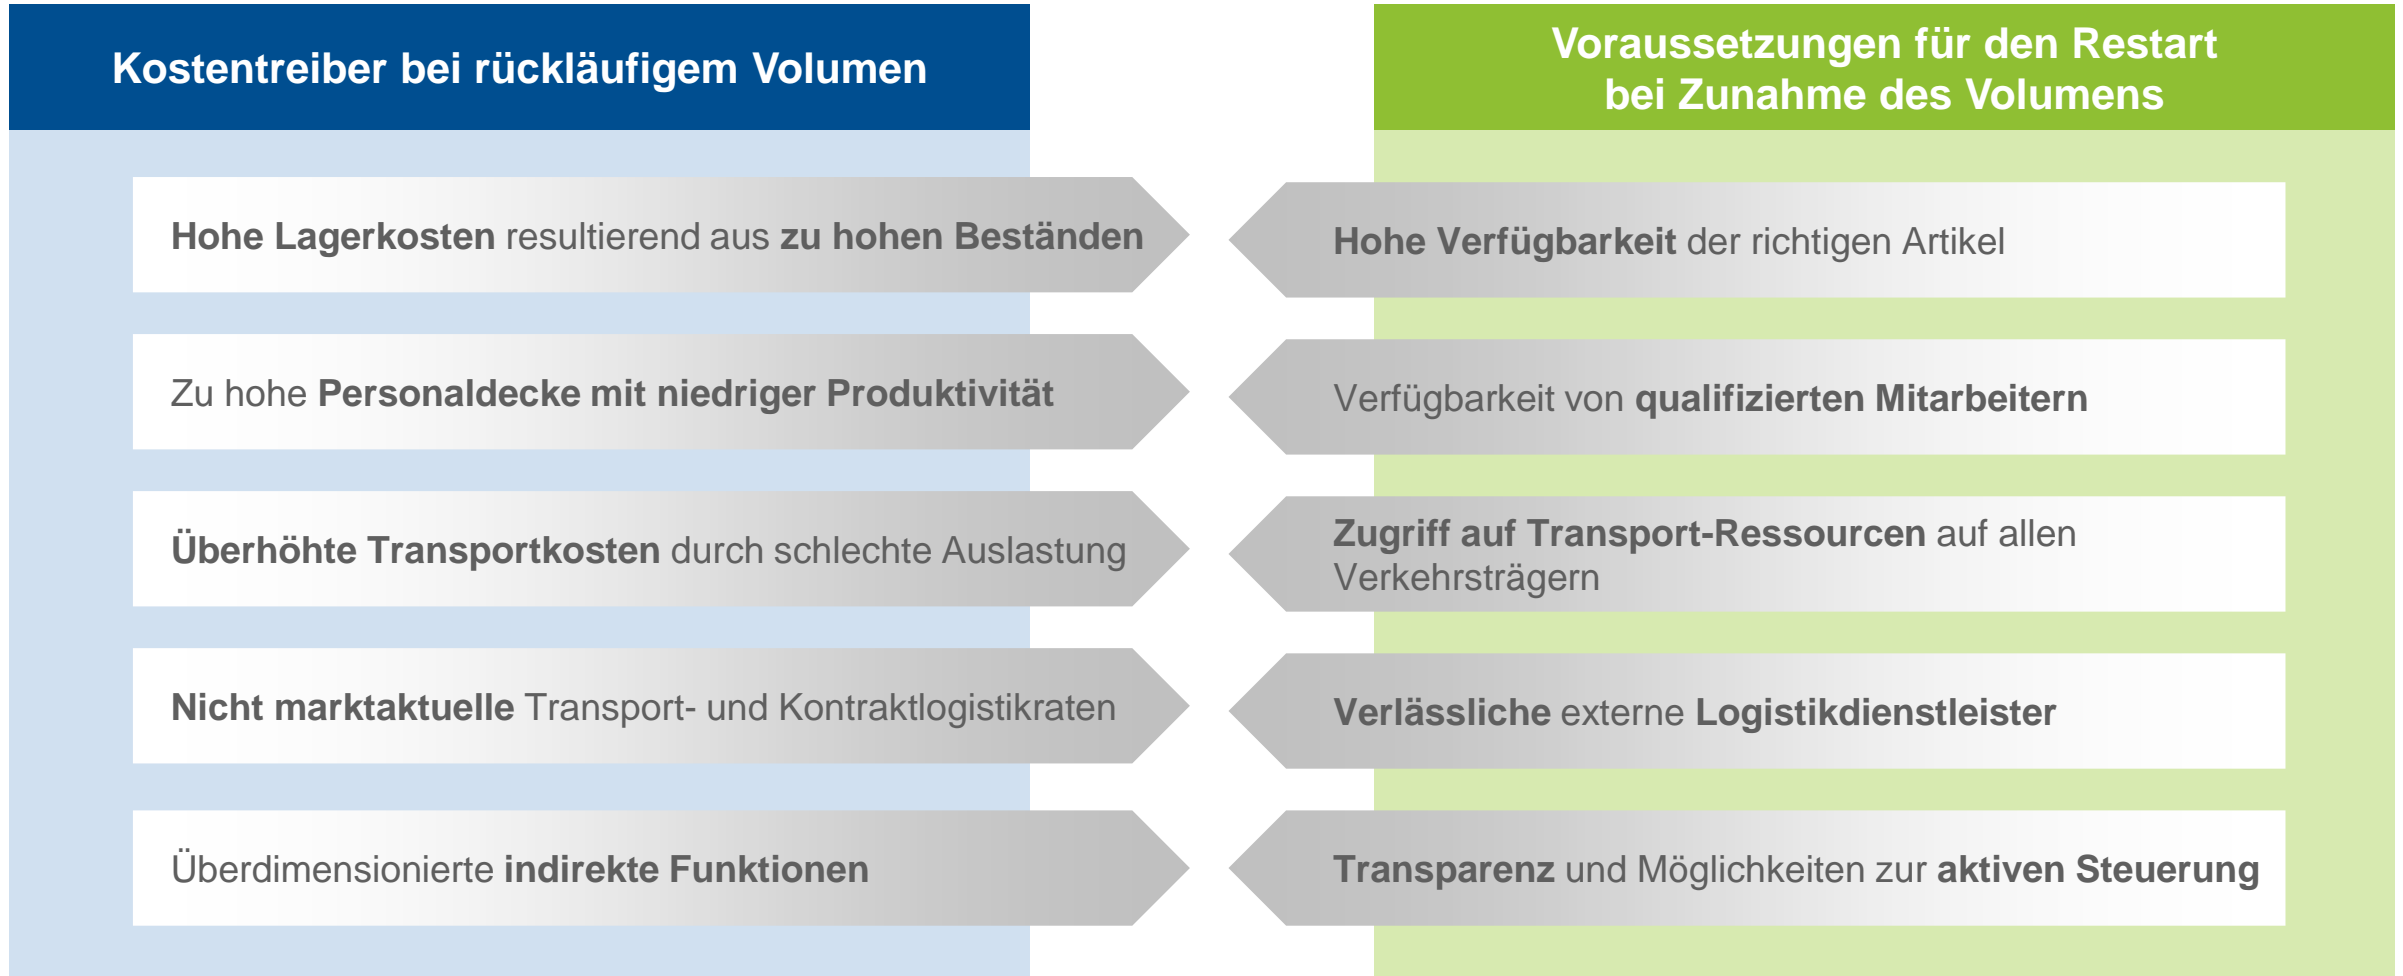 Kostentreiber bei rückläufigem Volumen
Hohe Lagerkosten resultierend aus zu hohen Beständen
Zu hohe Personaldecke mit niedriger Produktivität
Überhöhte Transportkosten durch schlechte Auslastung
Nicht marktaktuelle Transport- und Kontraktlogistikraten
Überdimensionierte indirekte Funktionen
Voraussetzungen für den Restart
bei Zunahme des Volumens
Hohe Verfügbarkeit der richtigen Artikel
Verfügbarkeit von qualifizierten Mitarbeitern
Zugriff auf Transport-Ressourcen auf allen
Verkehrsträgern
Verlässliche externe Logistikdienstleister
Transparenz und Möglichkeiten zur aktiven Steuerung